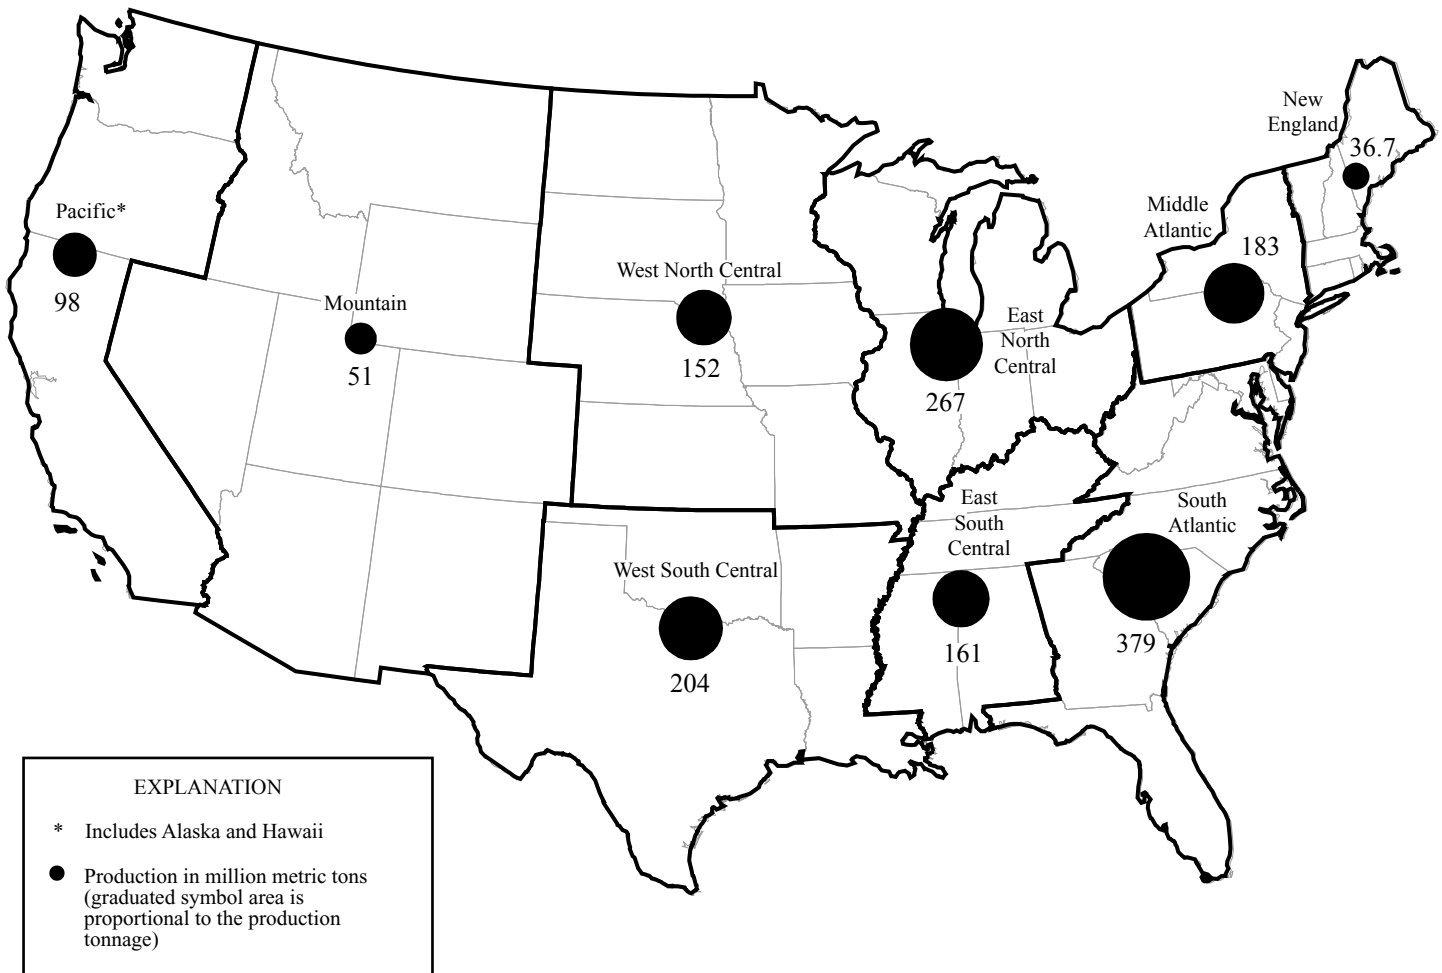 New
England
36.7
Middle
Atlantic
183
Pacific*
98
West North Central
152
Mountain
51
East
North
Central
267
East
South
Central
161
South
Atlantic
379
West South Central
204
EXPLANATION
* Includes Alaska and Hawaii
Production in million metric tons
(graduated symbol area is
proportional to the production
tonnage)